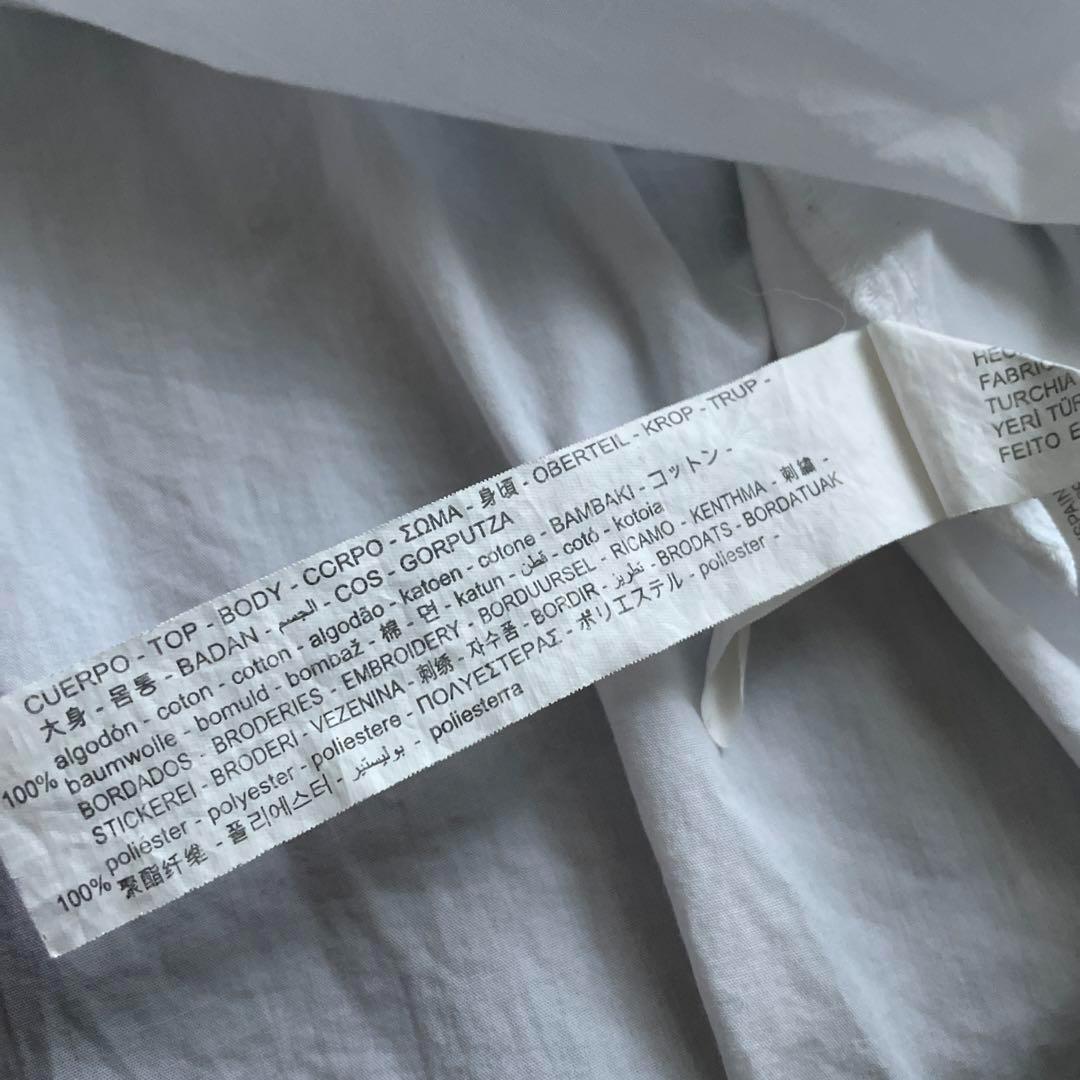 CUERPO - TOP - BODY - CORPO - ΣΩΜΑ - 身頃 - OBERTEIL - KROP - TRUP -
大身 - 몸통 - BADAN - الجسم - COS - GORPUTZA
100% algodón - coton - cotton - algodão - katoen - cotone - BAMBAKI - コットン -
baumwolle - bomuld - bombaž - 棉 - 면 - katun - قطن - cotó - kotoia
BORDADOS - BRODERIES - EMBROIDERY - BORDUURSEL - RICAMO - KENTHMA - 刺繍 -
STICKEREI - BRODERI - VEZENINA - 刺绣 - 자수품 - BORDIR - تطريز - BRODATS - BORDATUAK
100% poliéster - polyester - poliestere - ΠΟΛΥΕΣΤΕΡΑΣ - ポリエステル - poliester -
聚酯纤维 - 폴리에스터 - بوليستير - poliesterra
TURCHIA
YERİ
FEITO
SPAIN